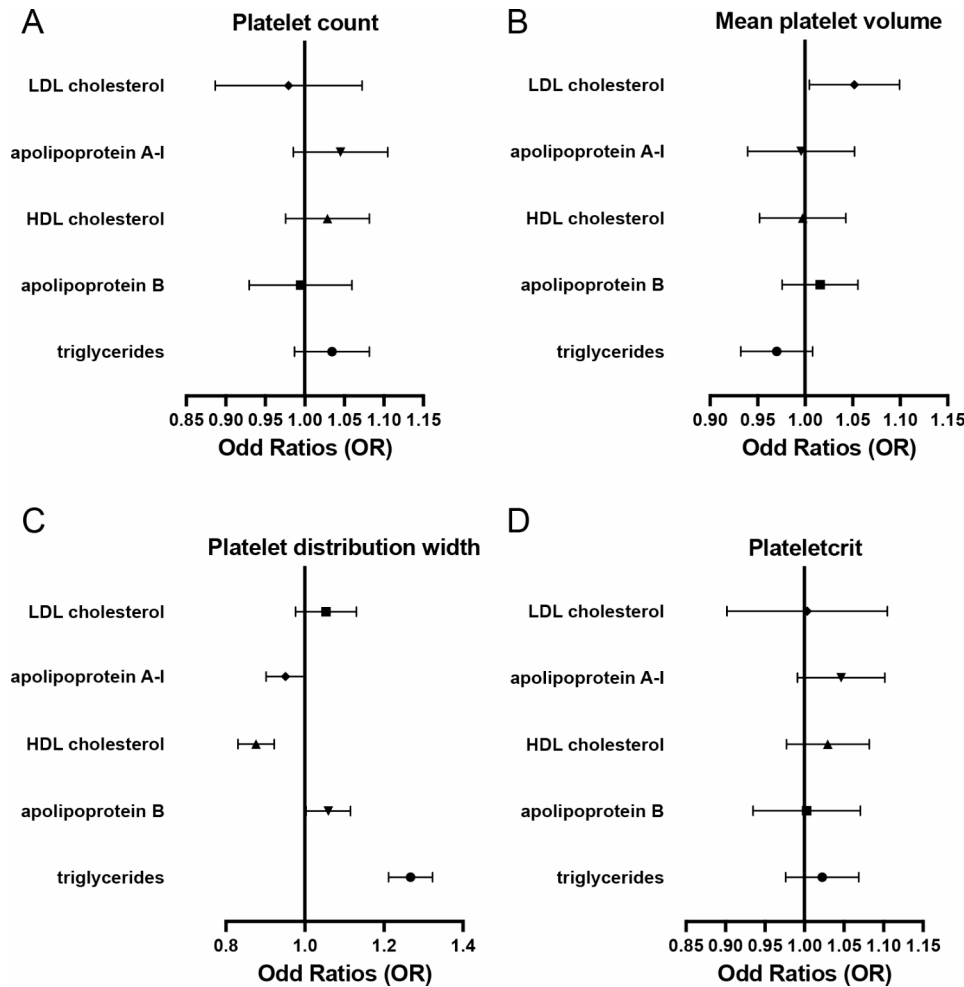 A
Platelet count
LDL cholesterol
apolipoprotein A-I
HDL cholesterol
apolipoprotein B
triglycerides
0.85 0.90 0.95 1.00 1.05 1.10 1.15
Odd Ratios (OR)
B
Mean platelet volume
LDL cholesterol
apolipoprotein A-I
HDL cholesterol
apolipoprotein B
triglycerides
0.90 0.95 1.00 1.05 1.10 1.15
Odd Ratios (OR)
C
Platelet distribution width
LDL cholesterol
apolipoprotein A-I
HDL cholesterol
apolipoprotein B
triglycerides
0.8 1.0 1.2 1.4
Odd Ratios (OR)
D
Plateletcrit
LDL cholesterol
apolipoprotein A-I
HDL cholesterol
apolipoprotein B
triglycerides
0.85 0.90 0.95 1.00 1.05 1.10 1.15
Odd Ratios (OR)